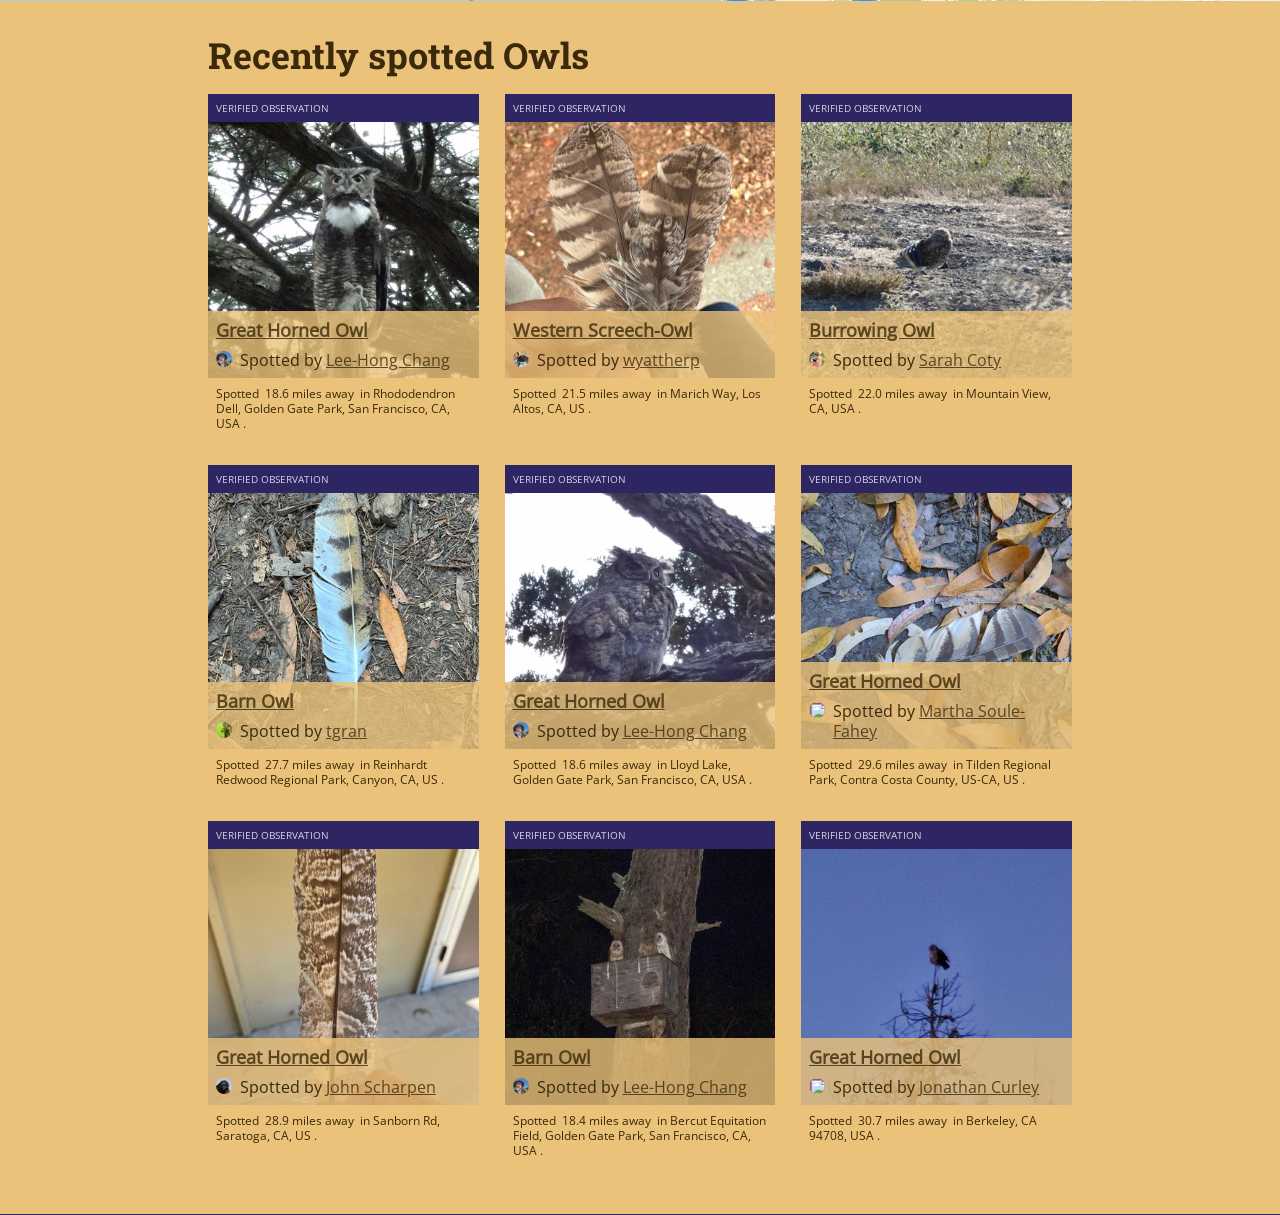 Recently spotted Owls
VERIFIED OBSERVATION
Great Horned Owl
Spotted by Lee-Hong Chang
Spotted 18.6 miles away in Rhododendron
Dell, Golden Gate Park, San Francisco, CA,
USA .
VERIFIED OBSERVATION
Western Screech-Owl
Spotted by wyattherp
Spotted 21.5 miles away in Marich Way, Los
Altos, CA, US .
VERIFIED OBSERVATION
Burrowing Owl
Spotted by Sarah Coty
Spotted 22.0 miles away in Mountain View,
CA, USA .
VERIFIED OBSERVATION
Barn Owl
Spotted by tgran
Spotted 27.7 miles away in Reinhardt
Redwood Regional Park, Canyon, CA, US .
VERIFIED OBSERVATION
Great Horned Owl
Spotted by Lee-Hong Chang
Spotted 18.6 miles away in Lloyd Lake,
Golden Gate Park, San Francisco, CA, USA .
VERIFIED OBSERVATION
Great Horned Owl
Spotted by Martha Soule-
Fahey
Spotted 29.6 miles away in Tilden Regional
Park, Contra Costa County, US-CA, US .
VERIFIED OBSERVATION
Great Horned Owl
Spotted by John Scharpen
Spotted 28.9 miles away in Sanborn Rd,
Saratoga, CA, US .
VERIFIED OBSERVATION
Barn Owl
Spotted by Lee-Hong Chang
Spotted 18.4 miles away in Bercut Equitation
Field, Golden Gate Park, San Francisco, CA,
USA .
VERIFIED OBSERVATION
Great Horned Owl
Spotted by Jonathan Curley
Spotted 30.7 miles away in Berkeley, CA
94708, USA .